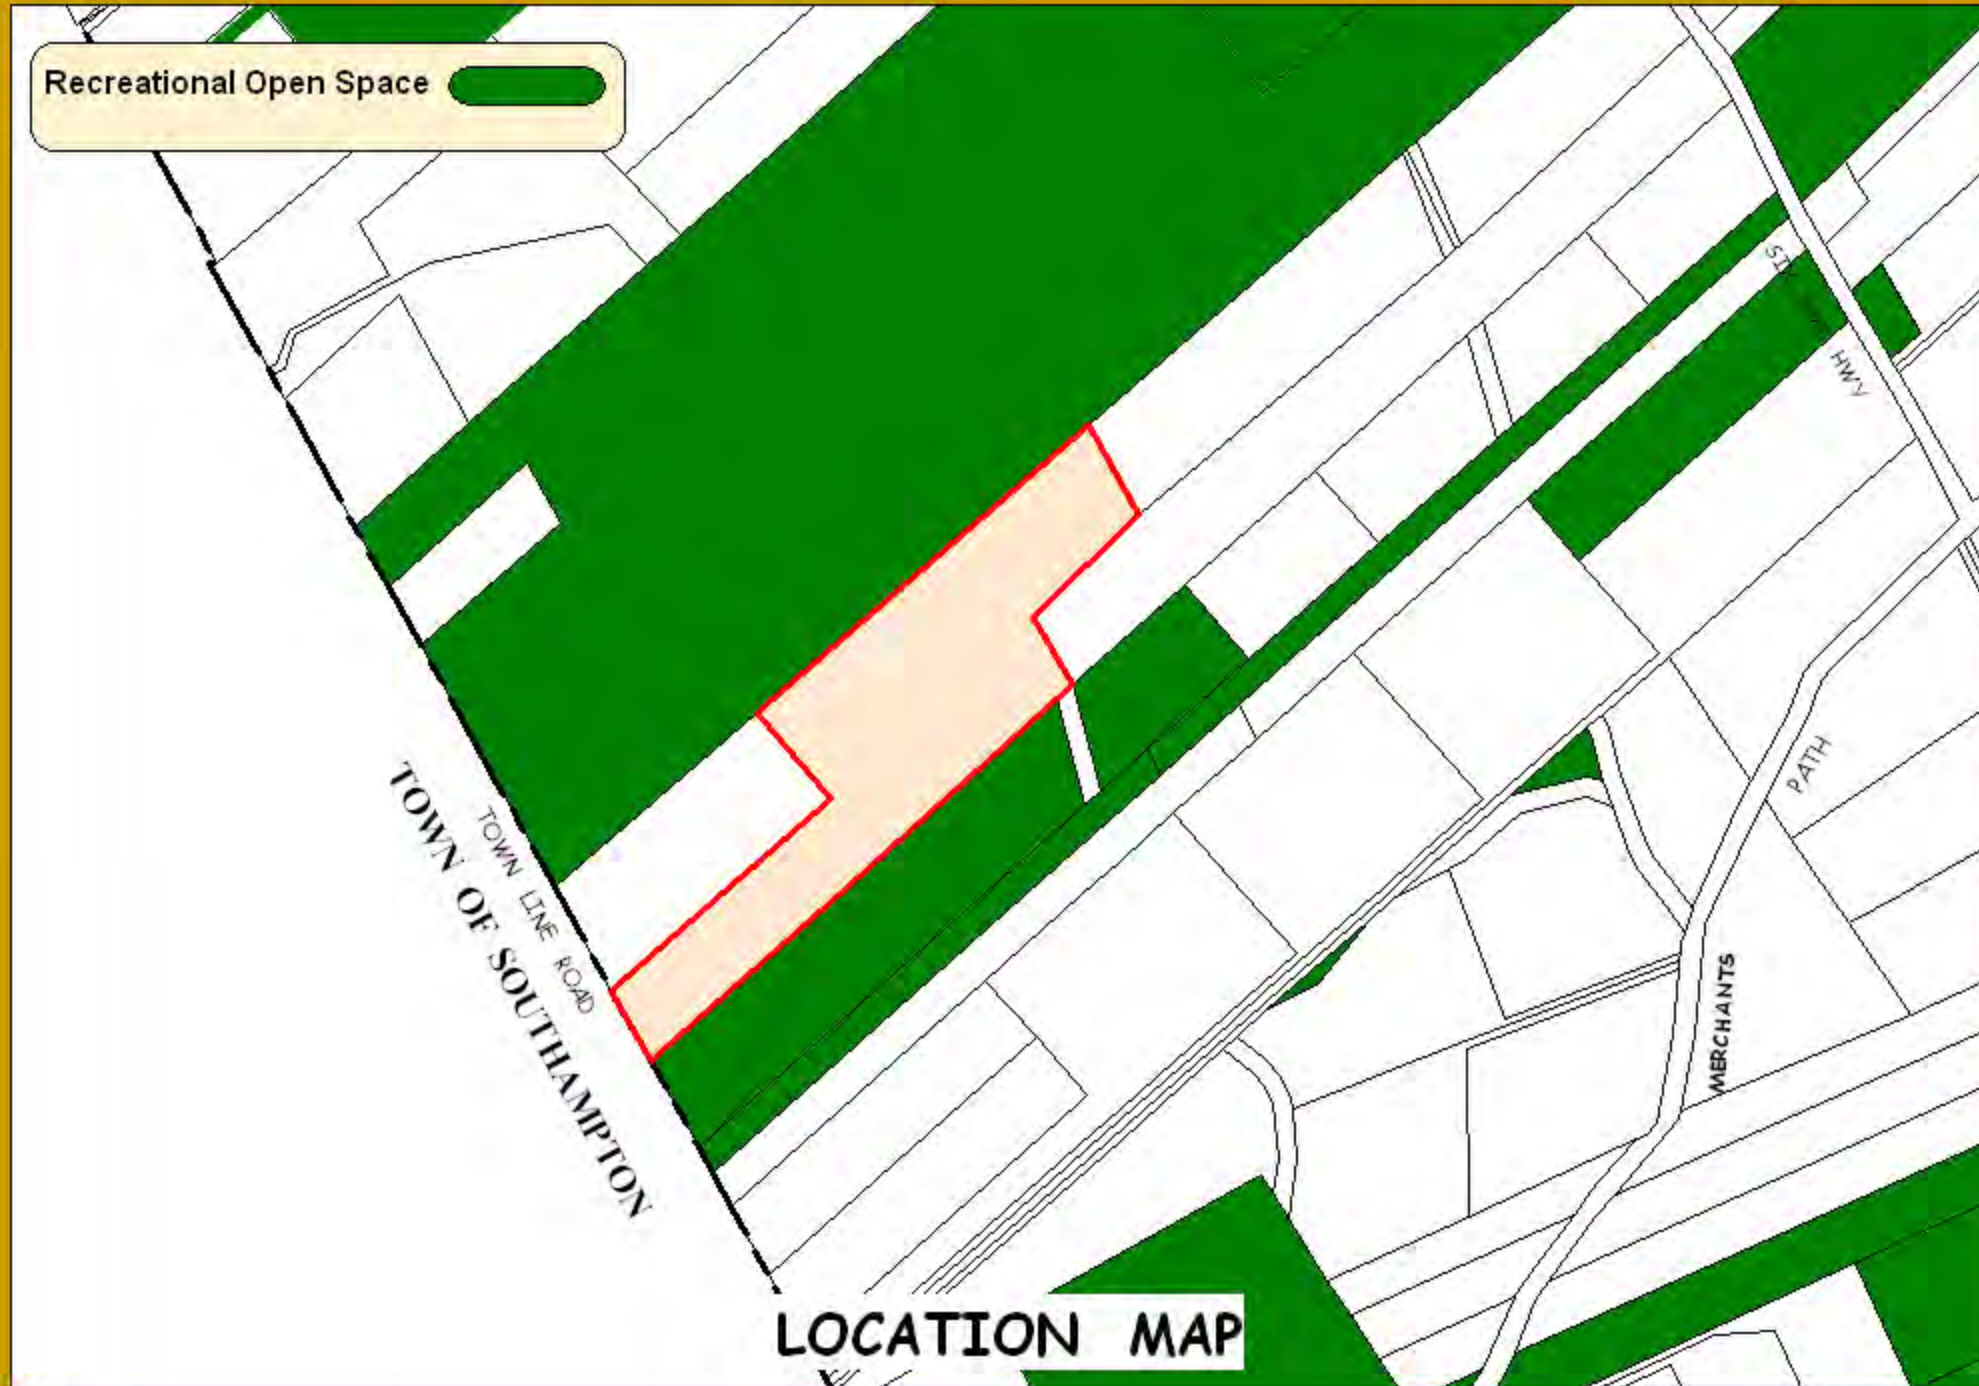 Recreational Open Space
HWY
PATH
TOWN LINE ROAD
TOWN OF SOUTHAMPTON
MERCHANTS
LOCATION MAP